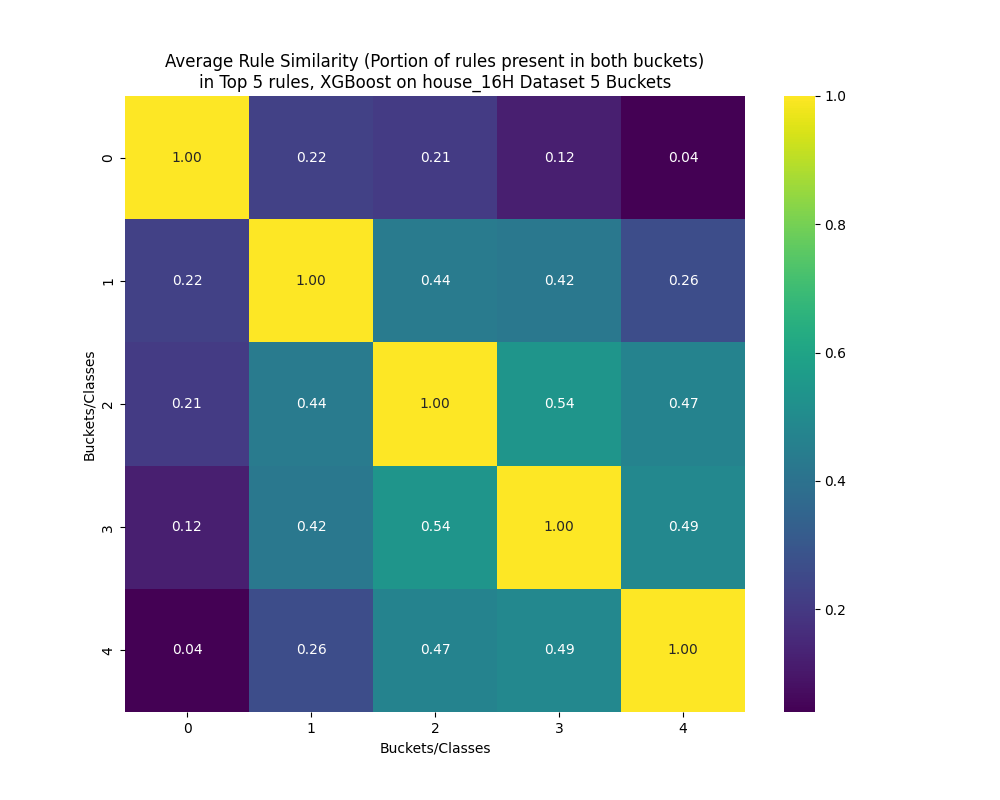 Average Rule Similarity (Portion of rules present in both buckets)
in Top 5 rules, XGBoost on house_16H Dataset 5 Buckets
1.0
0 1.00 0.22 0.21 0.12 0.04
0.8
1 0.22 1.00 0.44 0.42 0.26
0.6
Buckets/Classes
2 0.21 0.44 1.00 0.54 0.47
0.4
3 0.12 0.42 0.54 1.00 0.49
0.2
4 0.04 0.26 0.47 0.49 1.00
0 1 2 3 4
Buckets/Classes